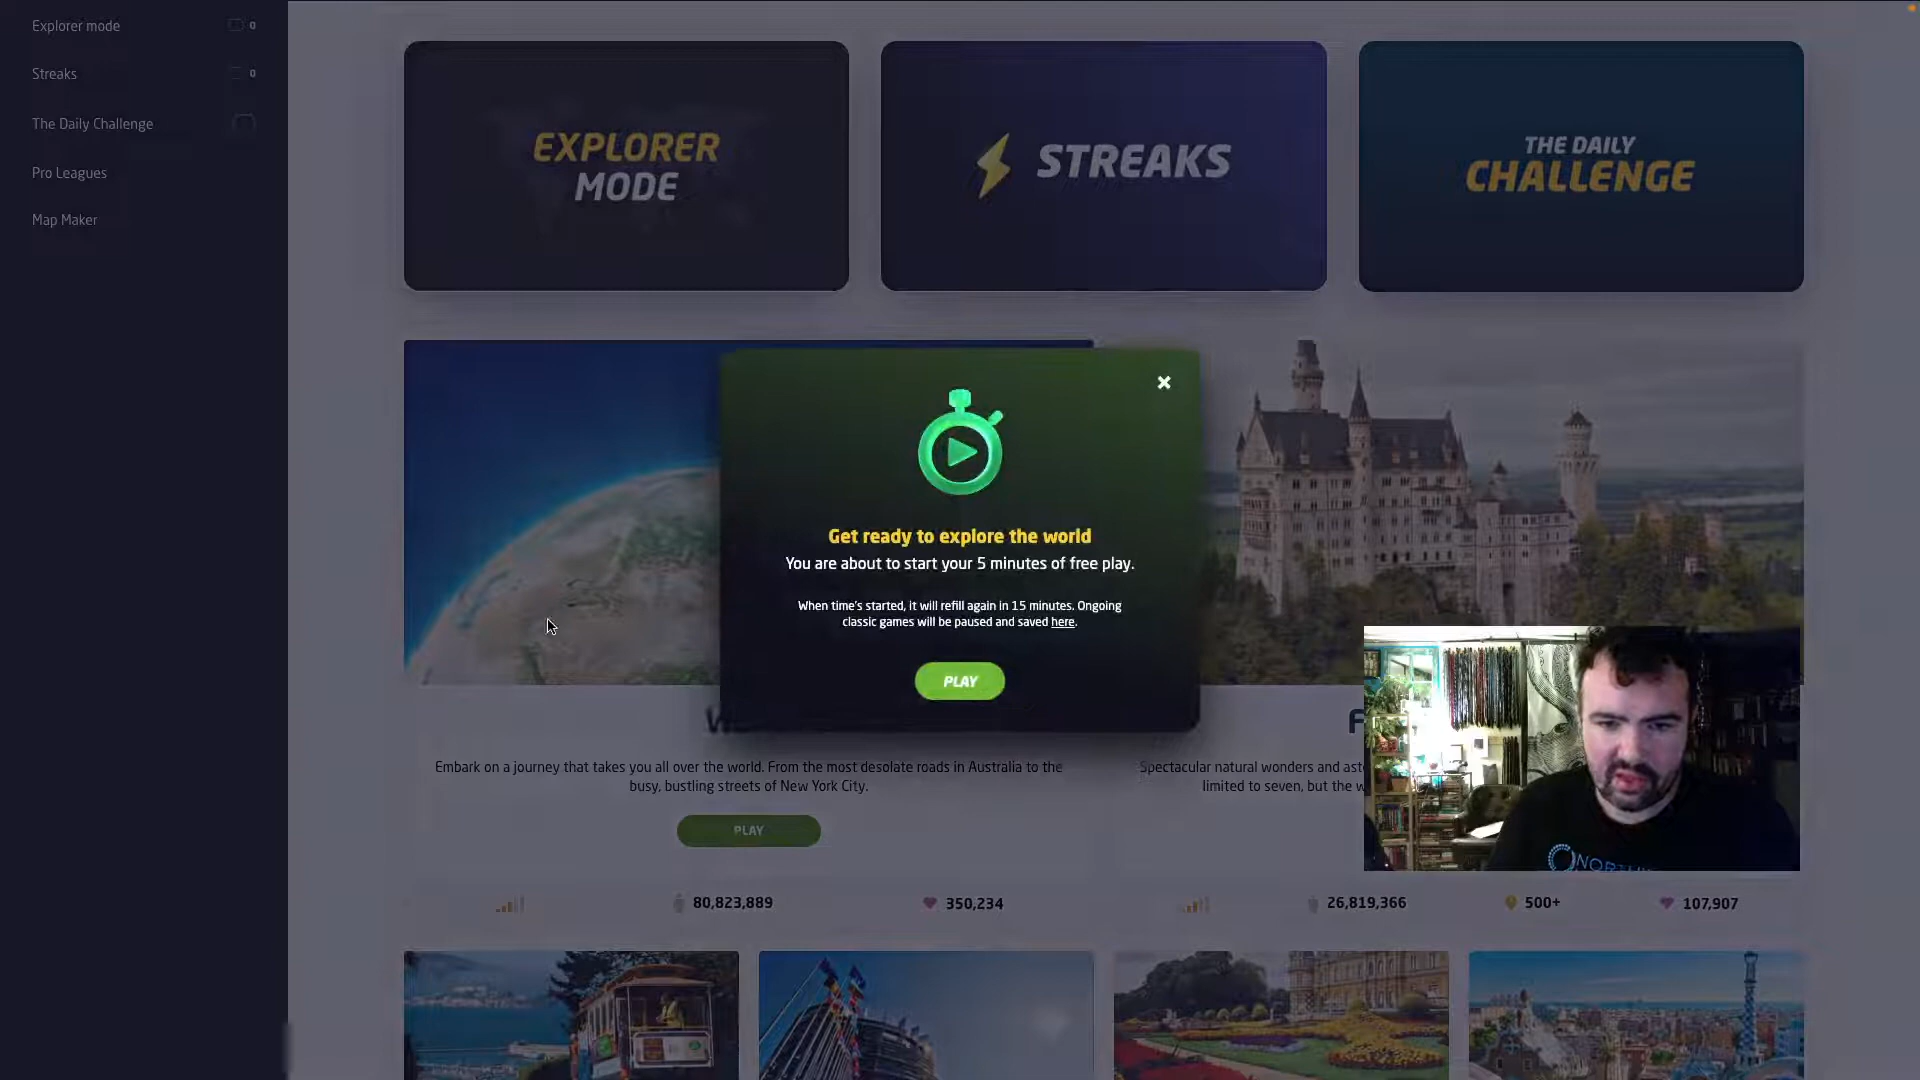 Explorer mode 0
Streaks 0
The Daily Challenge
Pro Leagues
Map Maker
EXPLORER
MODE
STREAKS
THE DAILY
CHALLENGE
Get ready to explore the world
You are about to start your 5 minutes of free play.
When time's started, it will refill again in 15 minutes. Ongoing
classic games will be paused and saved here.
PLAY
Embark on a journey that takes you all over the world. From the most desolate roads in Australia to the
busy, bustling streets of New York City.
PLAY
80,823,889
350,234
Spectacular natural wonders and
limited to seven, but the
26,819,366
500+
107,907